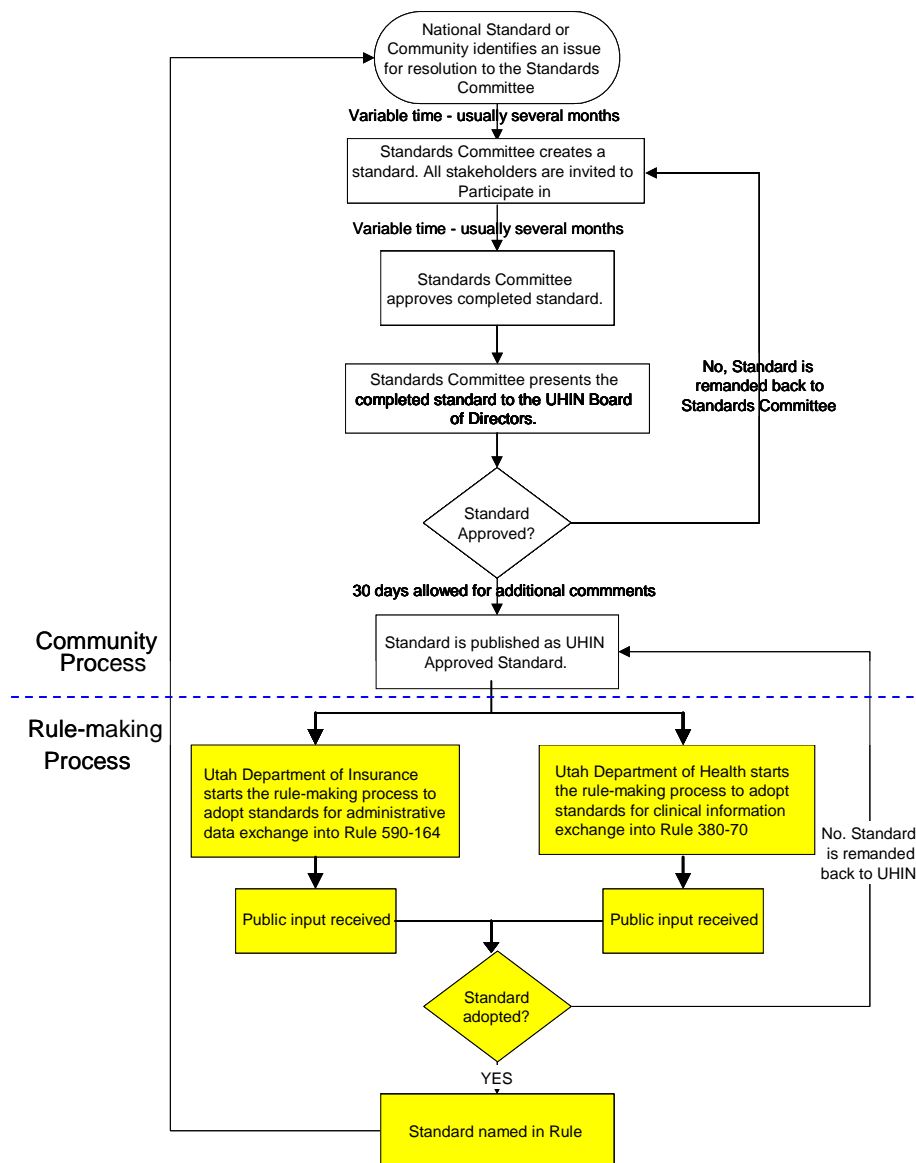 National Standard or
Community identifies an issue
for resolution to the Standards
Committee
Variable time - usually several months
Standards Committee creates a
standard. All stakeholders are invited to
Participate in
Variable time - usually several months
Standards Committee
approves completed standard.
Standards Committee presents the
completed standard to the UHIN Board
of Directors.
No, Standard is
remanded back to
Standards Committee
Standard
Approved?
30 days allowed for additional commments
Standard is published as UHIN
Approved Standard.
Community
Process
Rule-making
Process
Utah Department of Insurance
starts the rule-making process to
adopt standards for administrative
data exchange into Rule 590-164
Utah Department of Health starts
the rule-making process to adopt
standards for clinical information
exchange into Rule 380-70
No. Standard
is remanded
back to UHIN
Public input received
Public input received
Standard
adopted?
YES
Standard named in Rule